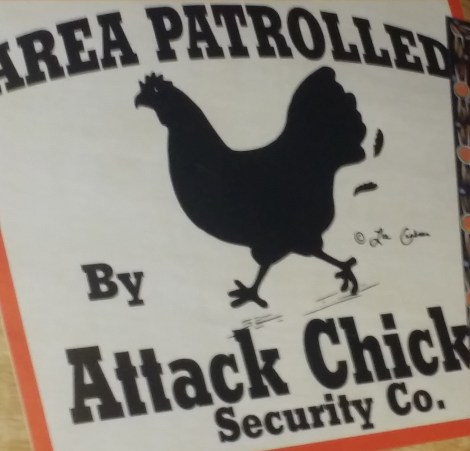 AREA PATROLLED
©
By
Attack Chick
Security Co.